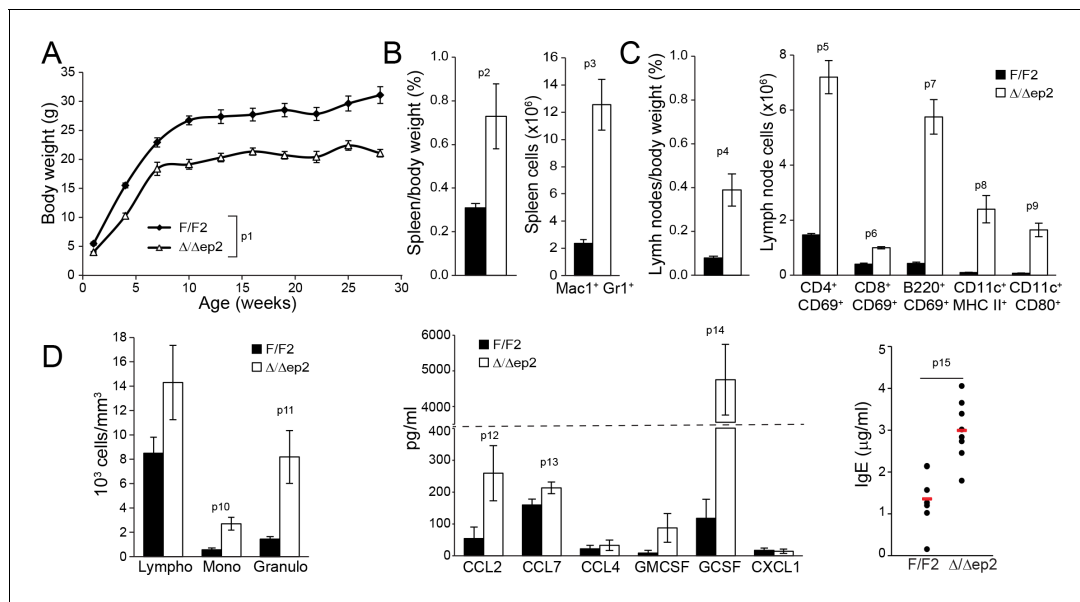 A
Body weight (g)
35
30
25
20
15
10
5
0
F/F2
Δ/Δep2
p1
0 5 10 15 20 25 30
Age (weeks)
B
Spleen/body weight (%)
1.0
0.8
0.6
0.4
0.2
0.0
p2
Spleen cells (x10⁶)
16
14
12
10
8
6
4
2
0
p3
Mac1⁺ Gr1⁺
C
Lymh nodes/body weight (%)
1.0
0.8
0.6
0.4
0.2
0.0
p4
Lymph node cells (x10⁶)
8
6
4
2
0
p5
p6
p7
p8
p9
F/F2
Δ/Δep2
CD4⁺ CD8⁺ B220⁺ CD11c⁺ CD11c⁺
CD69⁺ CD69⁺ CD69⁺ MHC II⁺ CD80⁺
D
10³ cells/mm³
18
16
14
12
10
8
6
4
2
0
F/F2
Δ/Δep2
p10
p11
Lympho Mono Granulo
pg/ml
6000
5000
4000
400
300
200
100
0
F/F2
Δ/Δep2
p12
p13
p14
CCL2 CCL7 CCL4 GMCSF GCSF CXCL1
IgE (μg/ml)
5
4
3
2
1
0
p15
F/F2 Δ/Δep2